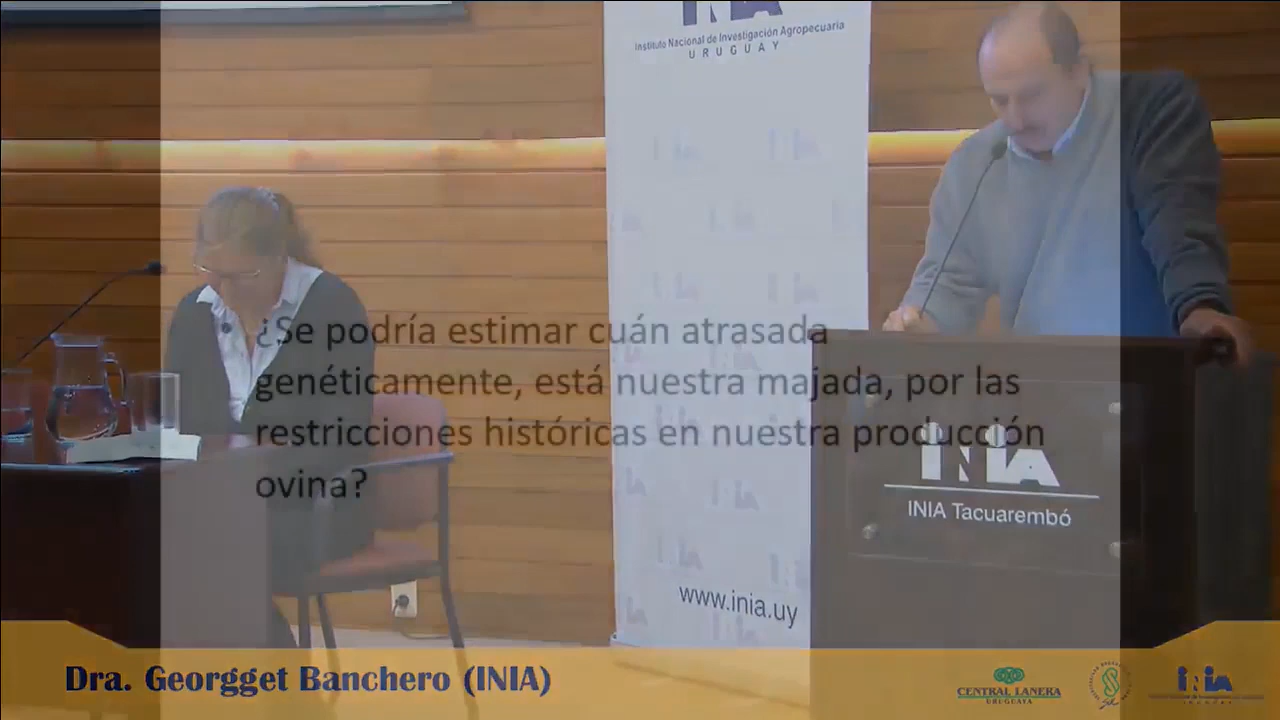 INIA
Instituto Nacional de Investigación Agropecuaria
URUGUAY
¿Se podría estimar cuán atrasada
genéticamente, está nuestra majada, por las
restricciones históricas en nuestra producción
ovina?
INIA
INIA Tacuarembó
www.inia.uy
Dra. Georgget Banchero (INIA)
CENTRAL LANERA
URUGUAYA
INIA